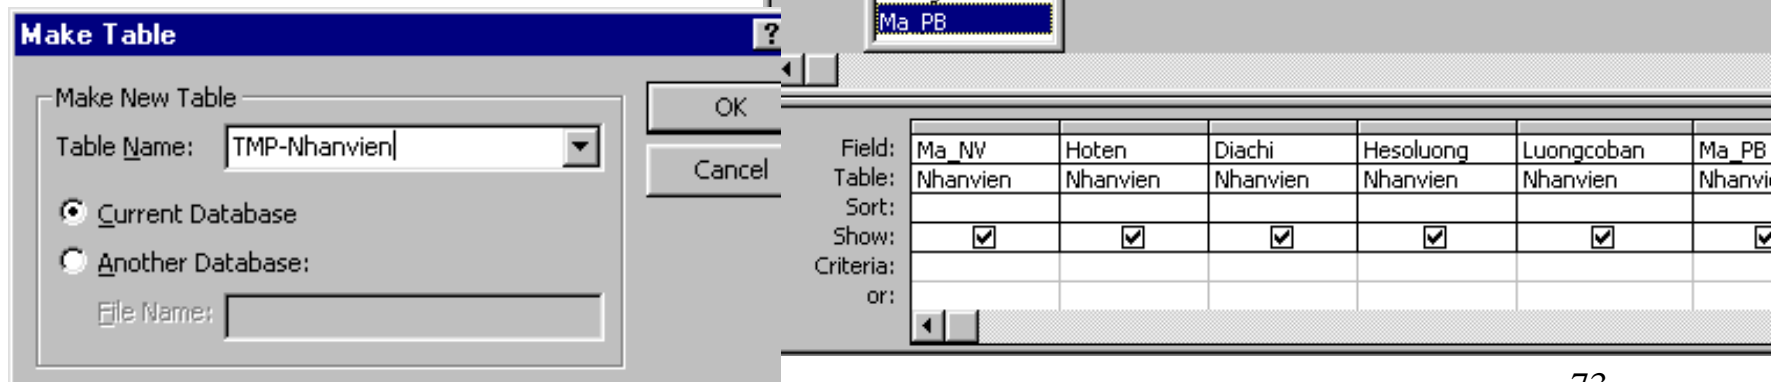 Make Table
?
Make New Table
Table Name: TMP-Nhanvien
OK
Cancel
Current Database
Another Database:
File Name:
Ma_PB
Field: Ma_NV Hoten Diachi Hesoluong Luongcoban Ma_PB
Table: Nhanvien Nhanvien Nhanvien Nhanvien Nhanvien Nhanvi
Sort:
Show:
Criteria:
or: